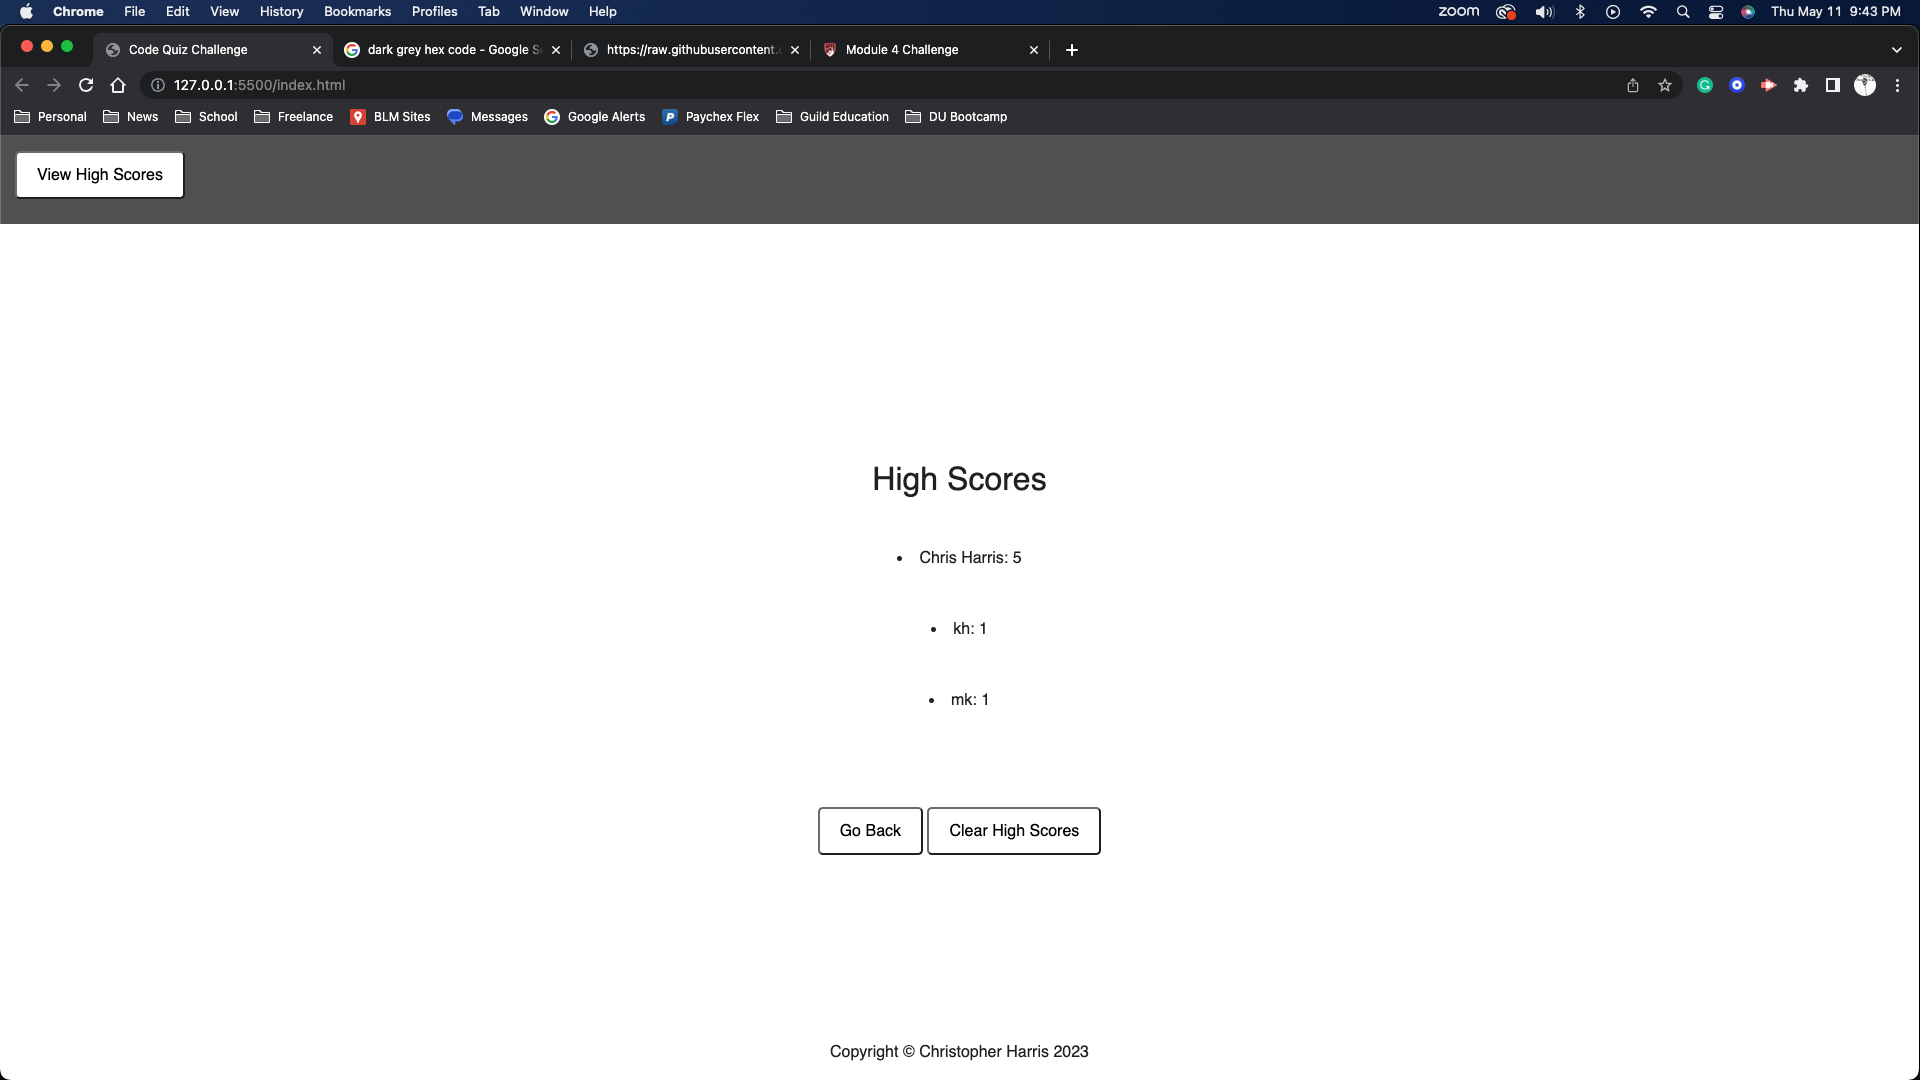 Chrome File Edit View History Bookmarks Profiles Tab Window Help zoom Thu May 11 9:43 PM
Code Quiz Challenge dark grey hex code - Google S https://raw.githubusercontent. Module 4 Challenge
127.0.0.1:5500/index.html
Personal News School Freelance BLM Sites Messages Google Alerts Paychex Flex Guild Education DU Bootcamp
View High Scores
High Scores
• Chris Harris: 5
• kh: 1
• mk: 1
Go Back Clear High Scores
Copyright © Christopher Harris 2023